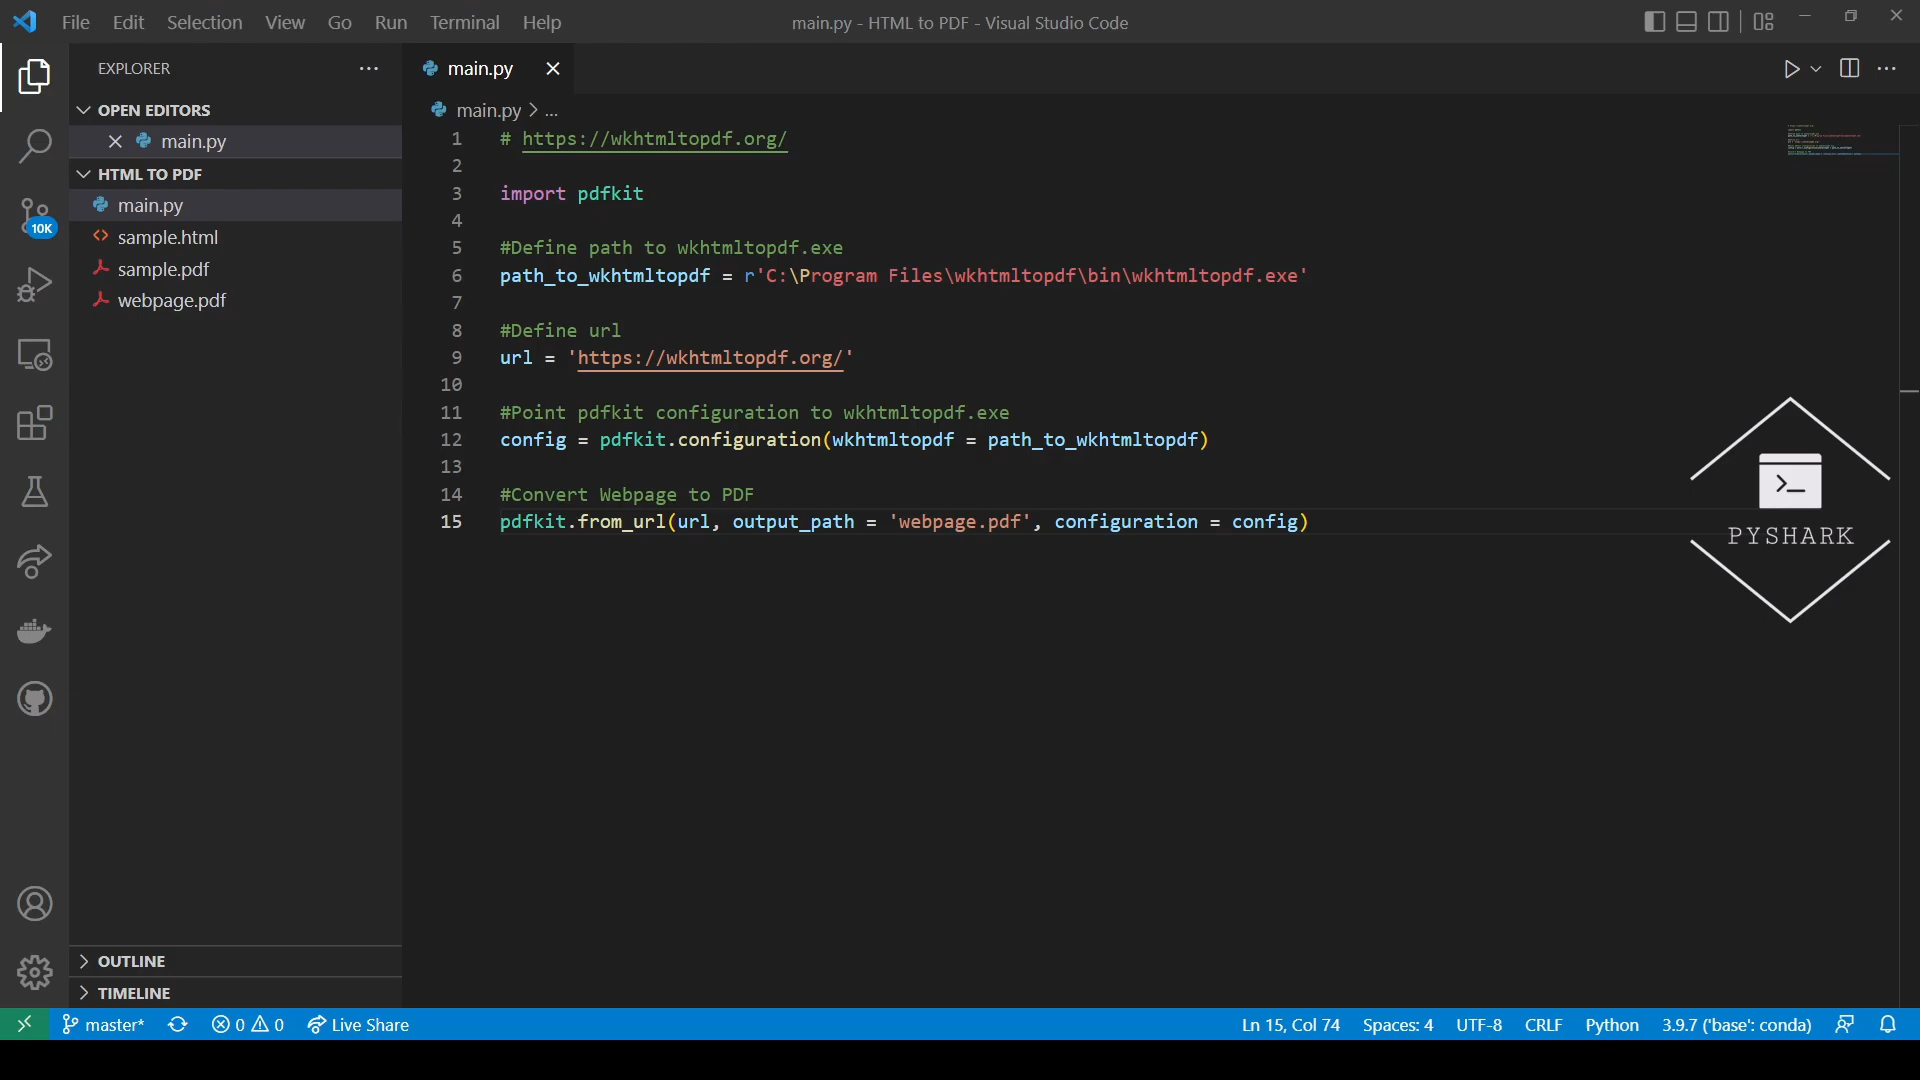 File Edit Selection View Go Run Terminal Help
main.py - HTML to PDF - Visual Studio Code
EXPLORER
OPEN EDITORS
main.py
HTML TO PDF
main.py
sample.html
sample.pdf
webpage.pdf
OUTLINE
TIMELINE
10K
main.py
main.py > ...
1 # https://wkhtmltopdf.org/
2
3 import pdfkit
4
5 #Define path to wkhtmltopdf.exe
6 path_to_wkhtmltopdf = r'C:\Program Files\wkhtmltopdf\bin\wkhtmltopdf.exe'
7
8 #Define url
9 url = 'https://wkhtmltopdf.org/'
10
11 #Point pdfkit configuration to wkhtmltopdf.exe
12 config = pdfkit.configuration(wkhtmltopdf = path_to_wkhtmltopdf)
13
14 #Convert Webpage to PDF
15 pdfkit.from_url(url, output_path = 'webpage.pdf', configuration = config)
PYSHARK
master* 0 0 Live Share
Ln 15, Col 74 Spaces: 4 UTF-8 CRLF Python 3.9.7 ('base': conda)